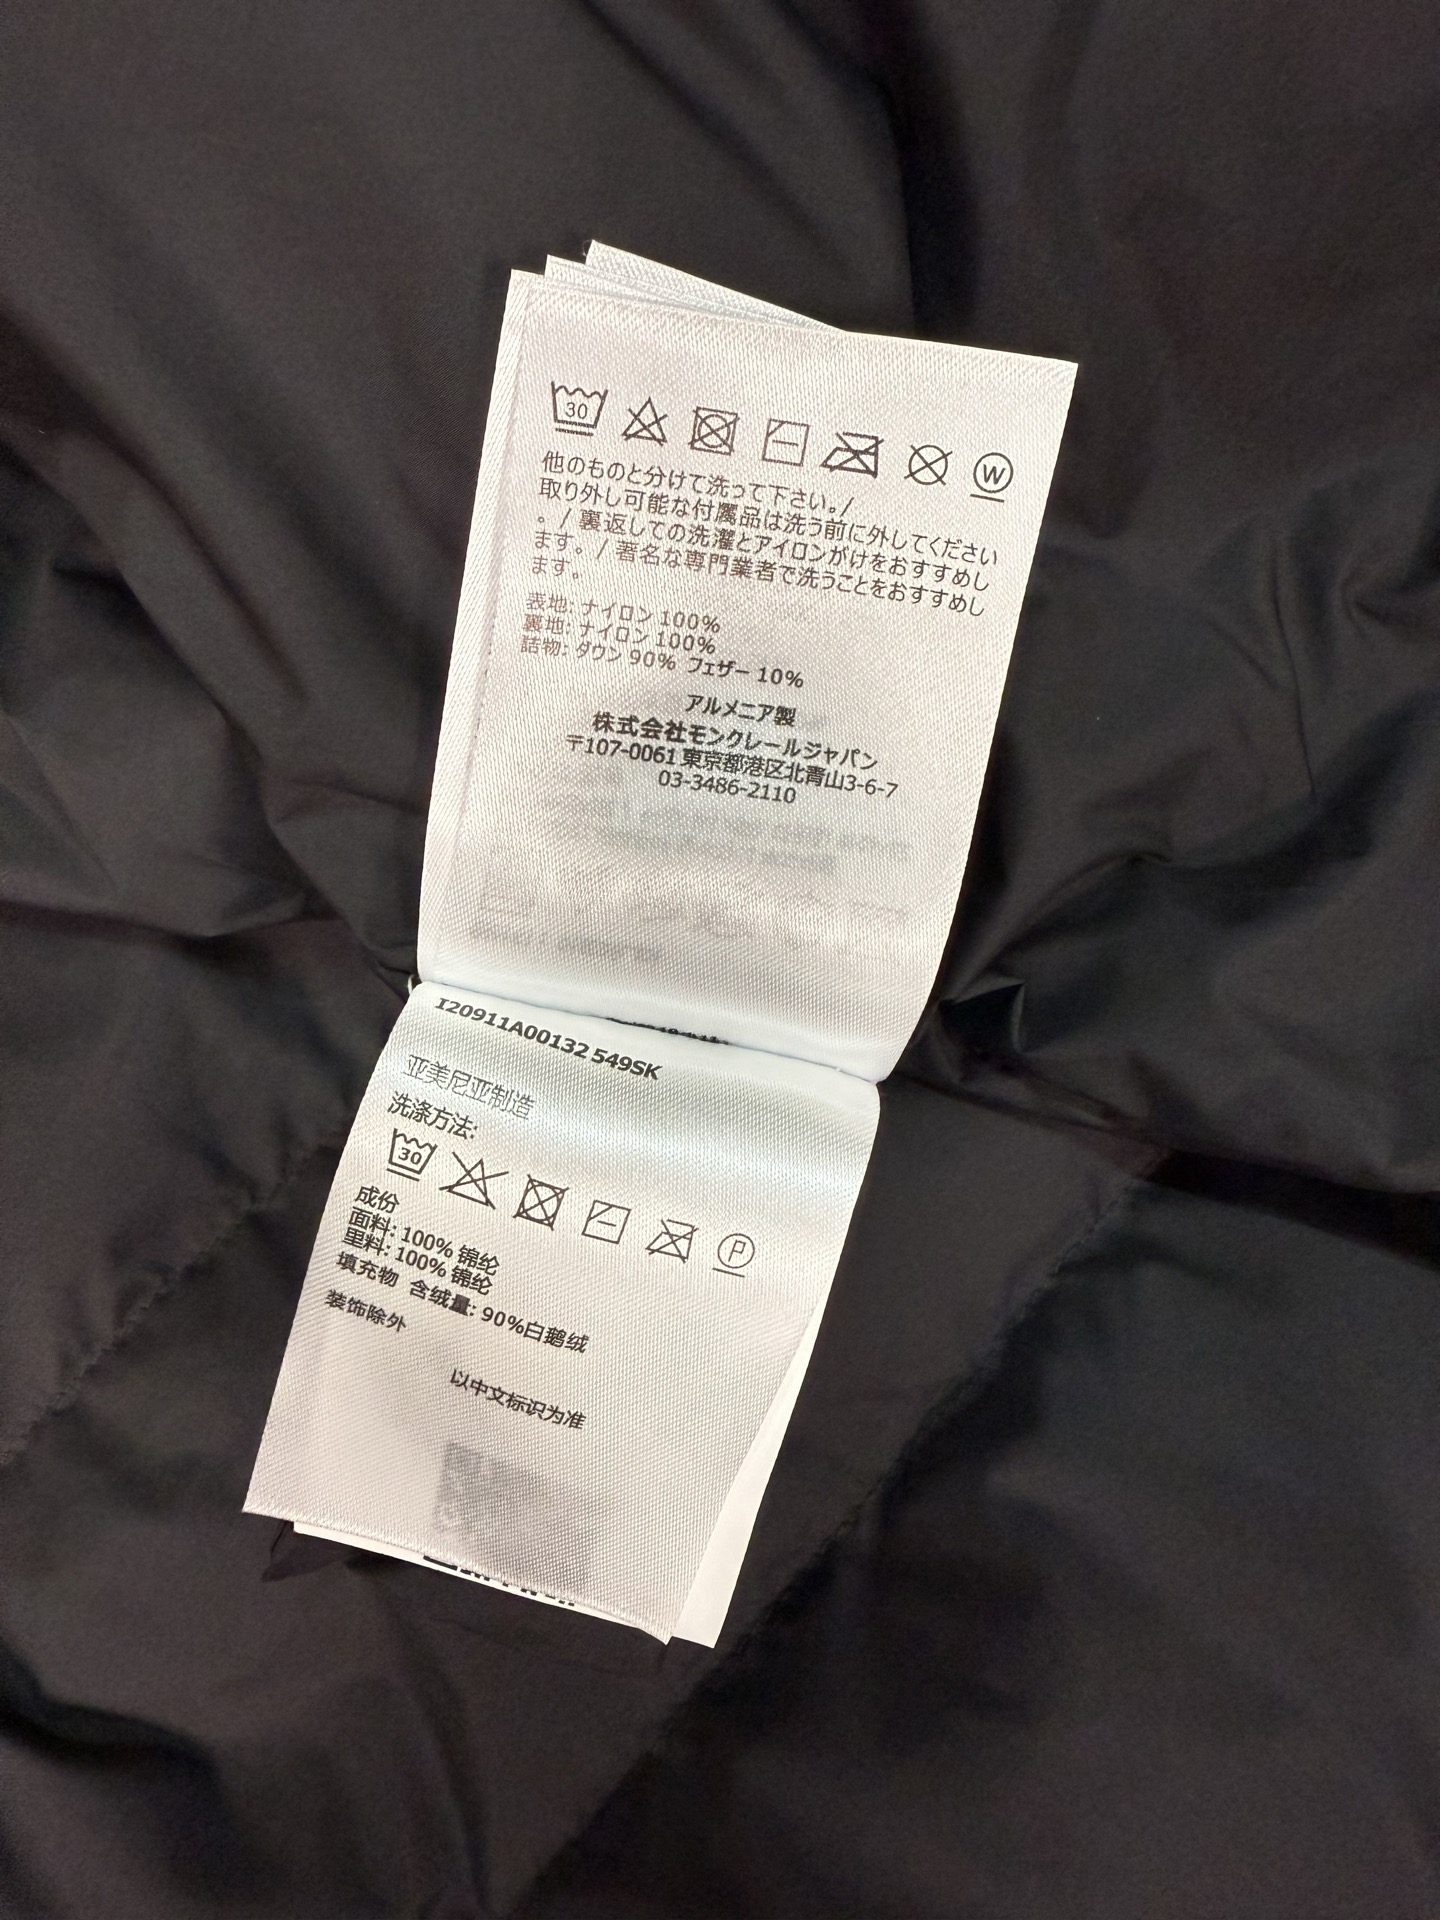 30
W
他のものと分けて洗って下さい。/
取り外し可能な付属品は洗う前に外してください
。/ 裏返しての洗濯とアイロンがけをおすすめし
ます。/ 著名な専門業者で洗うことをおすすめし
ます。
表地: ナイロン 100%
裏地: ナイロン 100%
詰物: ダウン 90% フェザー 10%
アルメニア製
株式会社モンクレールジャパン
〒107-0061 東京都港区北青山3-6-7
03-3486-2110
I20911A00132 549SK
亚美尼亚制造
洗涤方法:
30
P
成份
面料: 100% 锦纶
里料: 100% 锦纶
填充物 含绒量: 90%白鹅绒
装饰除外
以中文标识为准